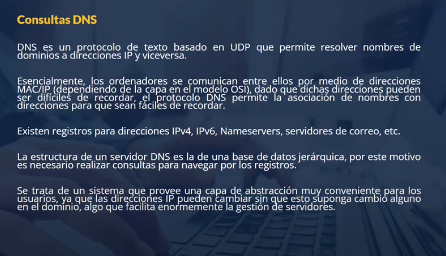 Consultas DNS
DNS es un protocolo de texto basado en UDP que permite resolver nombres de
dominios a direcciones IP y viceversa.
Esencialmente, los ordenadores se comunican entre ellos por medio de direcciones
MAC/IP (dependiendo de la capa en el modelo OSI), dado que dichas direcciones pueden
ser difíciles de recordar, el protocolo DNS permite la asociación de nombres con
direcciones para que sean fáciles de recordar.
Existen registros para direcciones IPv4, IPv6, Nameservers, servidores de correo, etc.
La estructura de un servidor DNS es la de una base de datos jerárquica, por este motivo
es necesario realizar consultas para navegar por los registros.
Se trata de un sistema que provee una capa de abstracción muy conveniente para los
usuarios, ya que las direcciones IP pueden cambiar sin que esto suponga cambio alguno
en el dominio, algo que facilita enormemente la gestión de servidores.